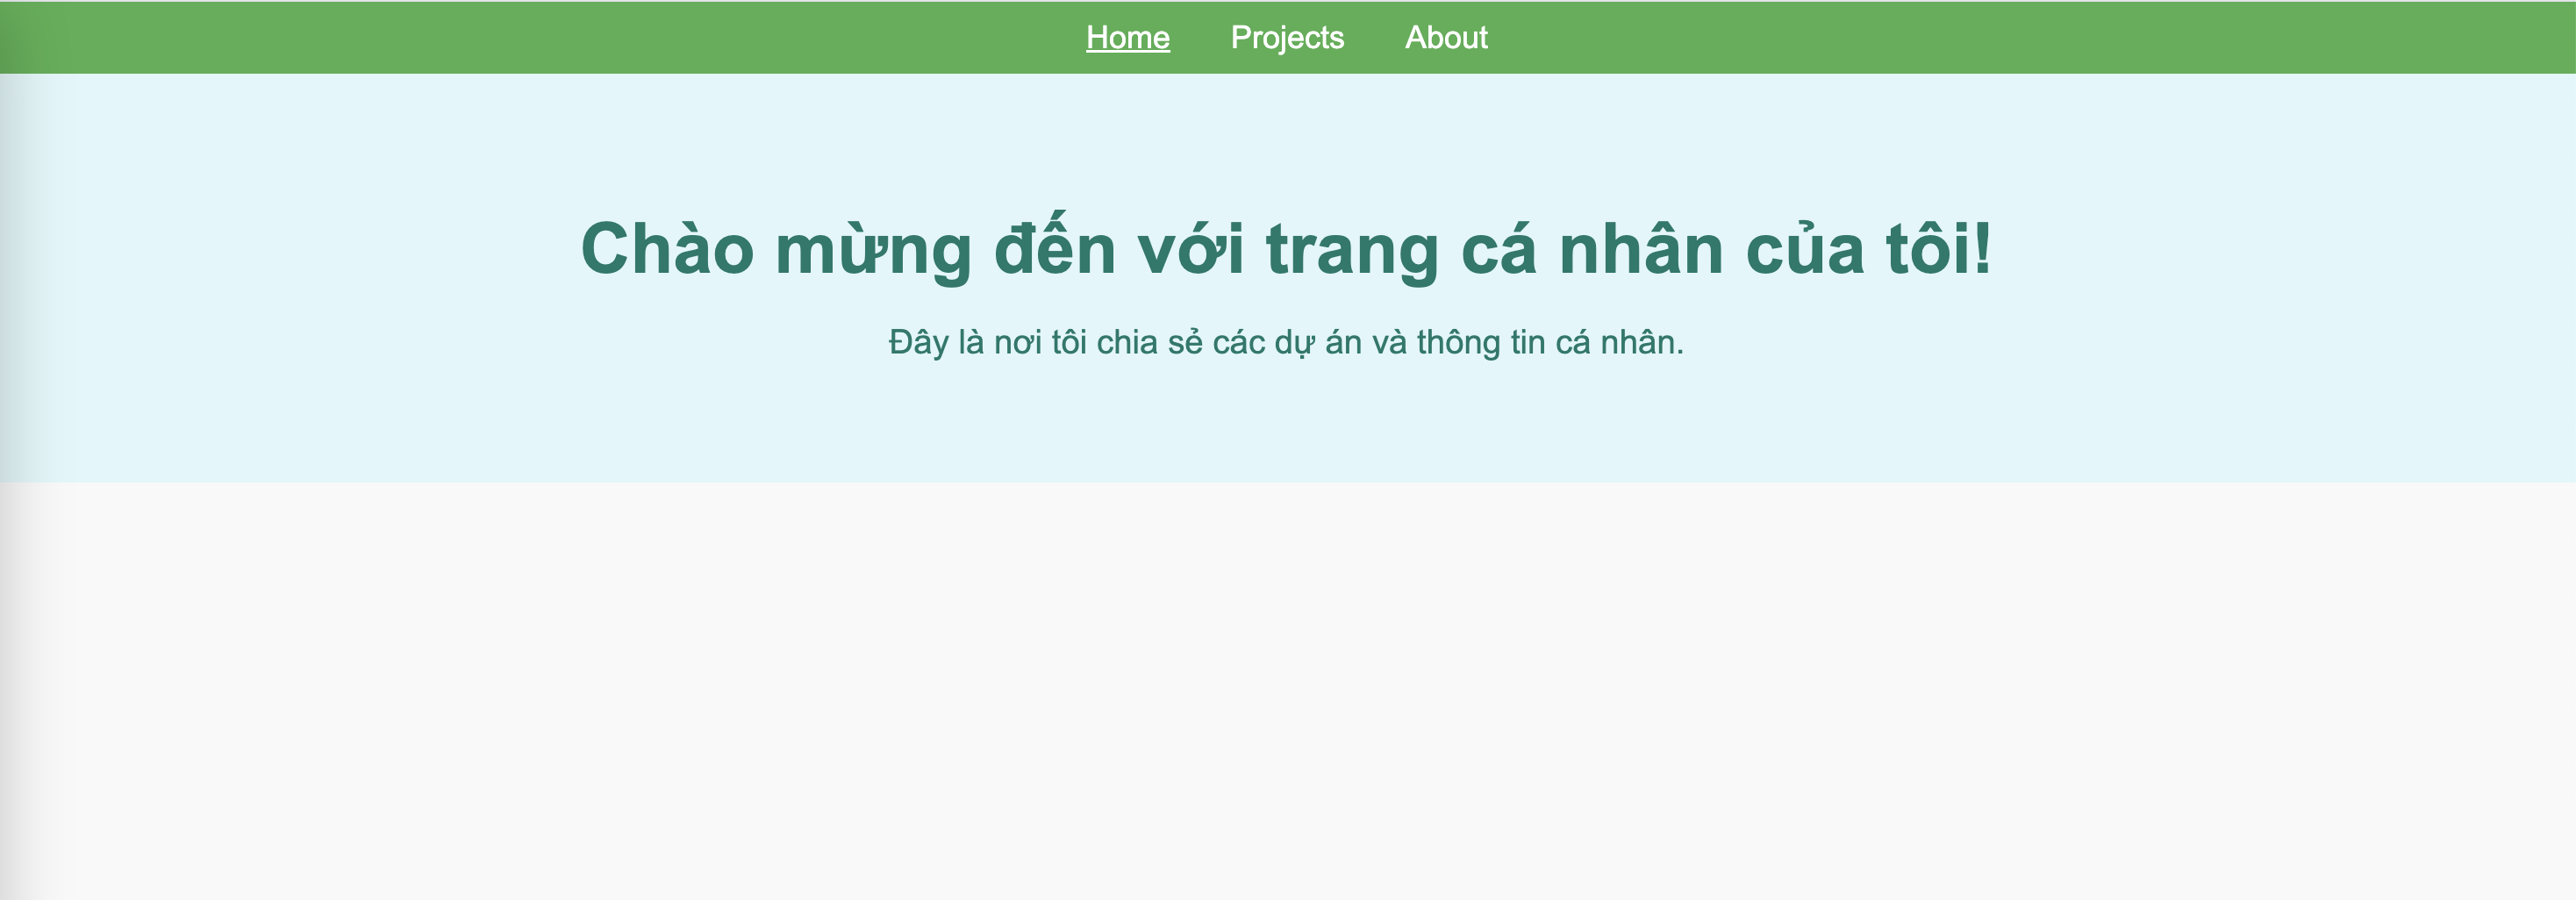 Home Projects About
Chào mừng đến với trang cá nhân của tôi!
Đây là nơi tôi chia sẻ các dự án và thông tin cá nhân.